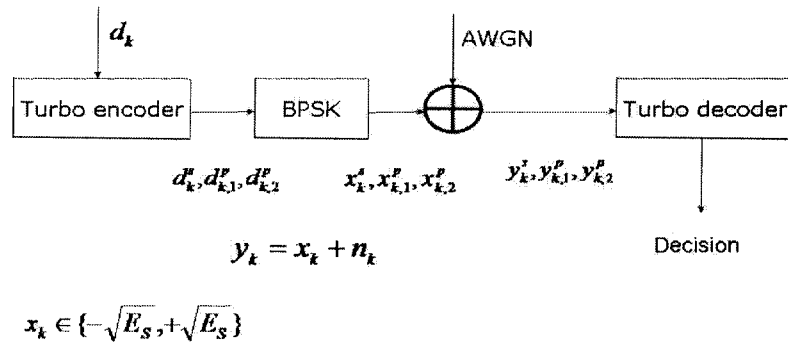 d_k
AWGN
Turbo encoder
BPSK
Turbo decoder
d_k^s, d_{k,1}^p, d_{k,2}^p
x_k^s, x_{k,1}^p, x_{k,2}^p
y_k^s, y_{k,1}^p, y_{k,2}^p
Decision
y_k = x_k + n_k
x_k ∈ {-√E_S, +√E_S}